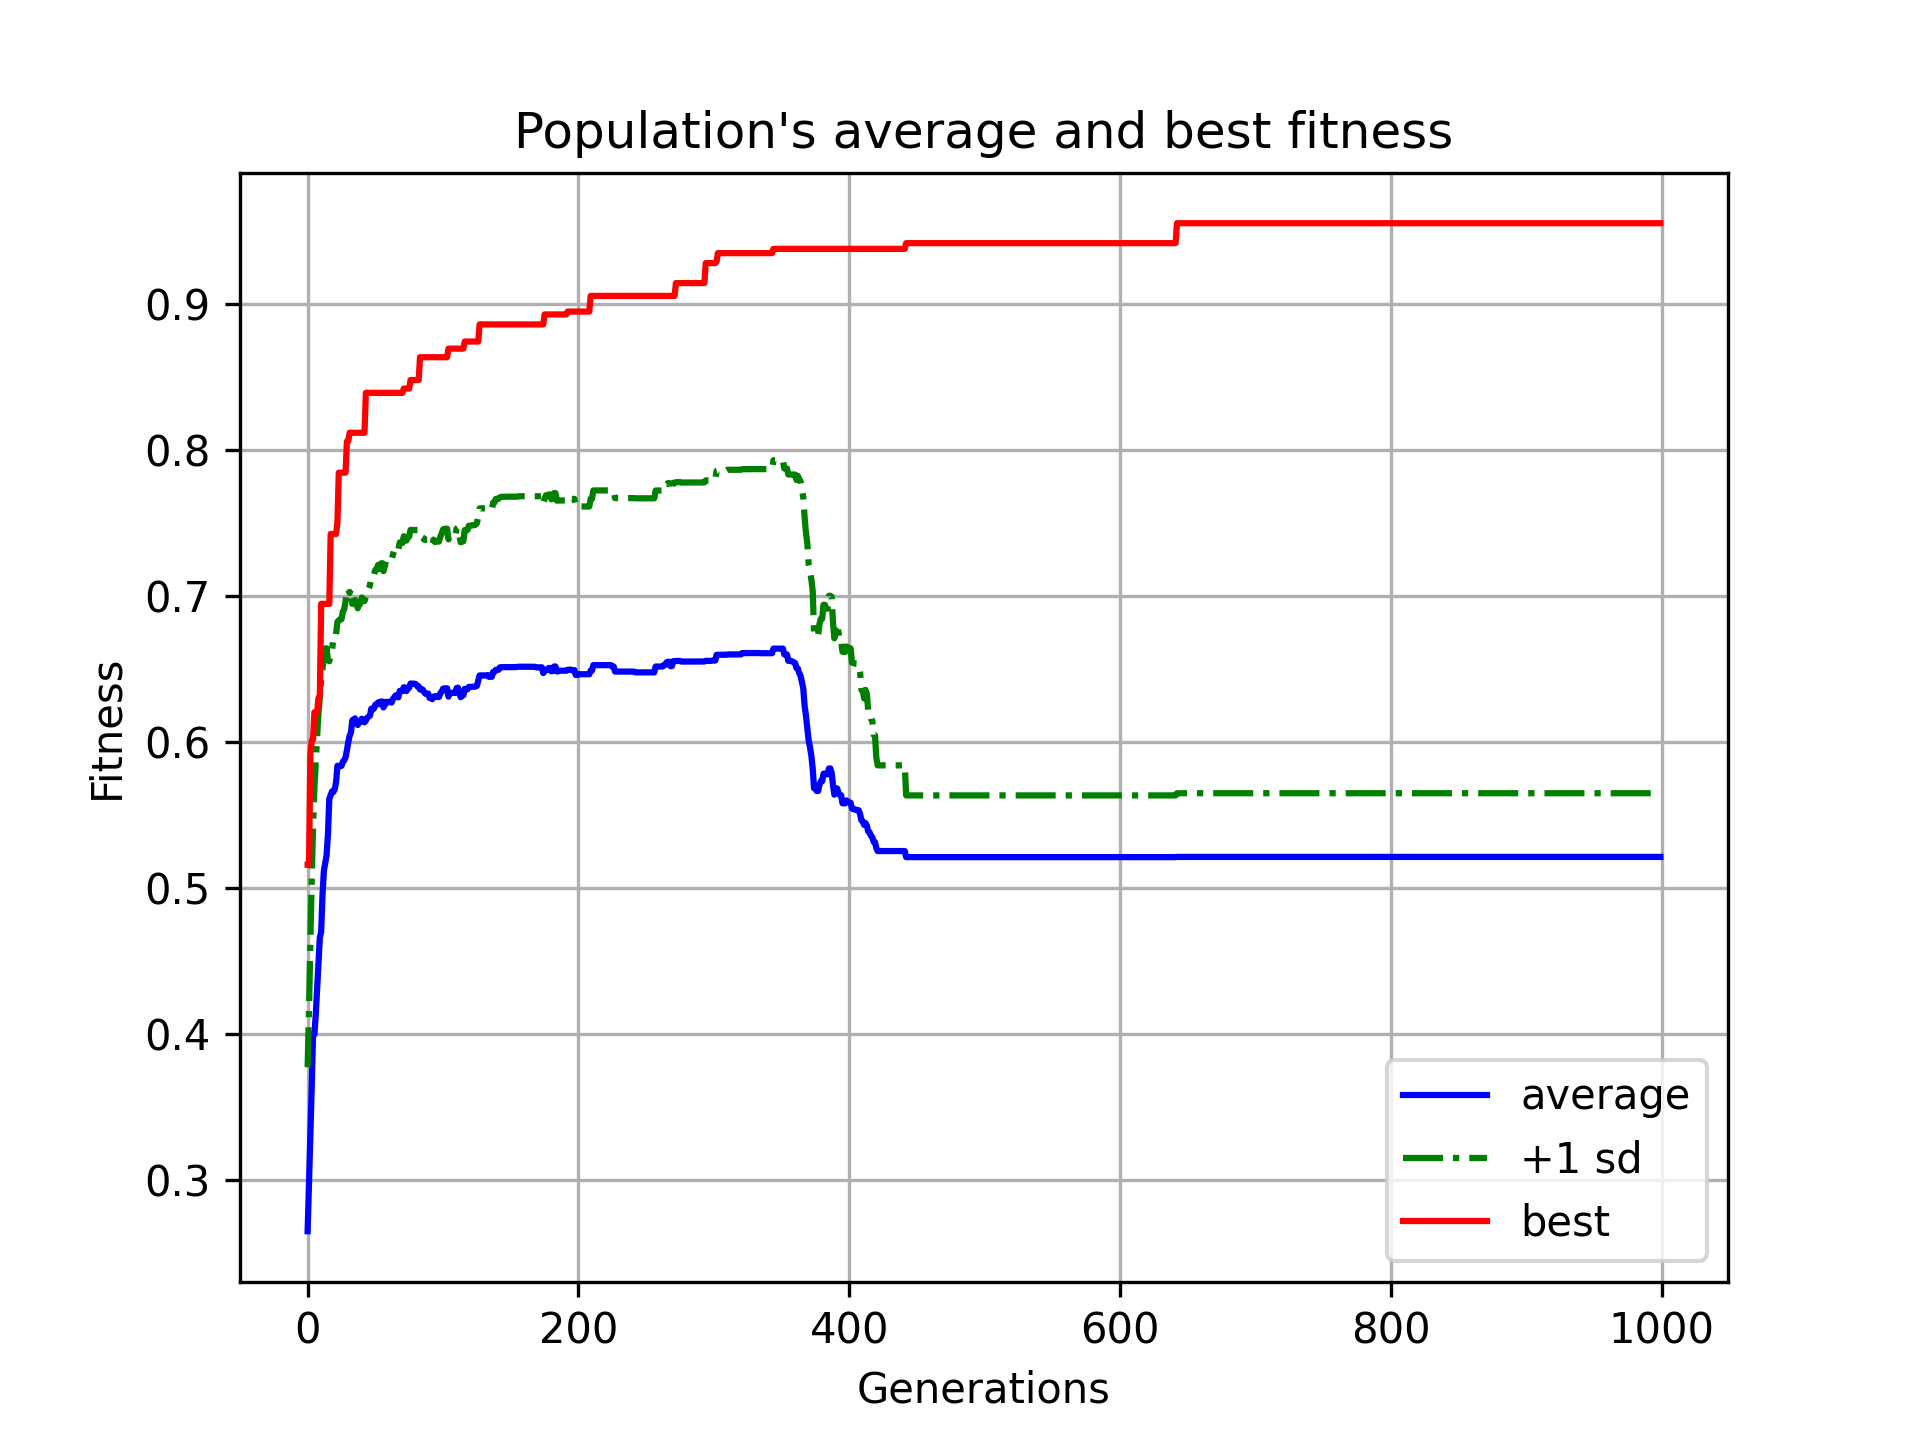 Population's average and best fitness
Fitness
0.9
0.8
0.7
0.6
0.5
0.4
0.3
average
+1 sd
best
0 200 400 600 800 1000
Generations